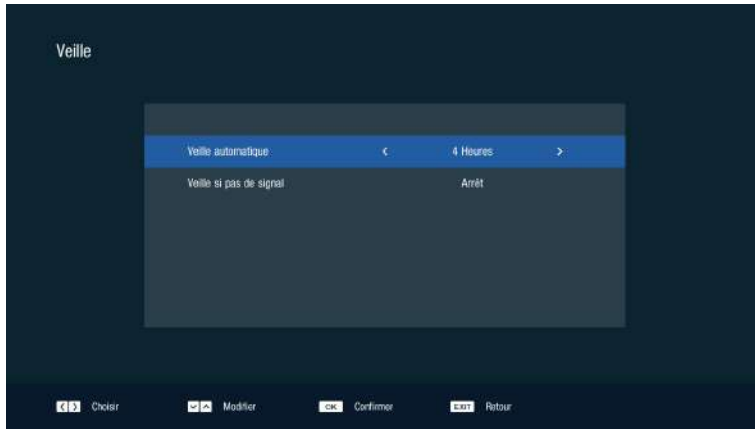 Veille
Veille automatique < 4 Heures >
Veille si pas de signal Arrêt
< > Choisir Modifier OK Confirmer EXIT Retour